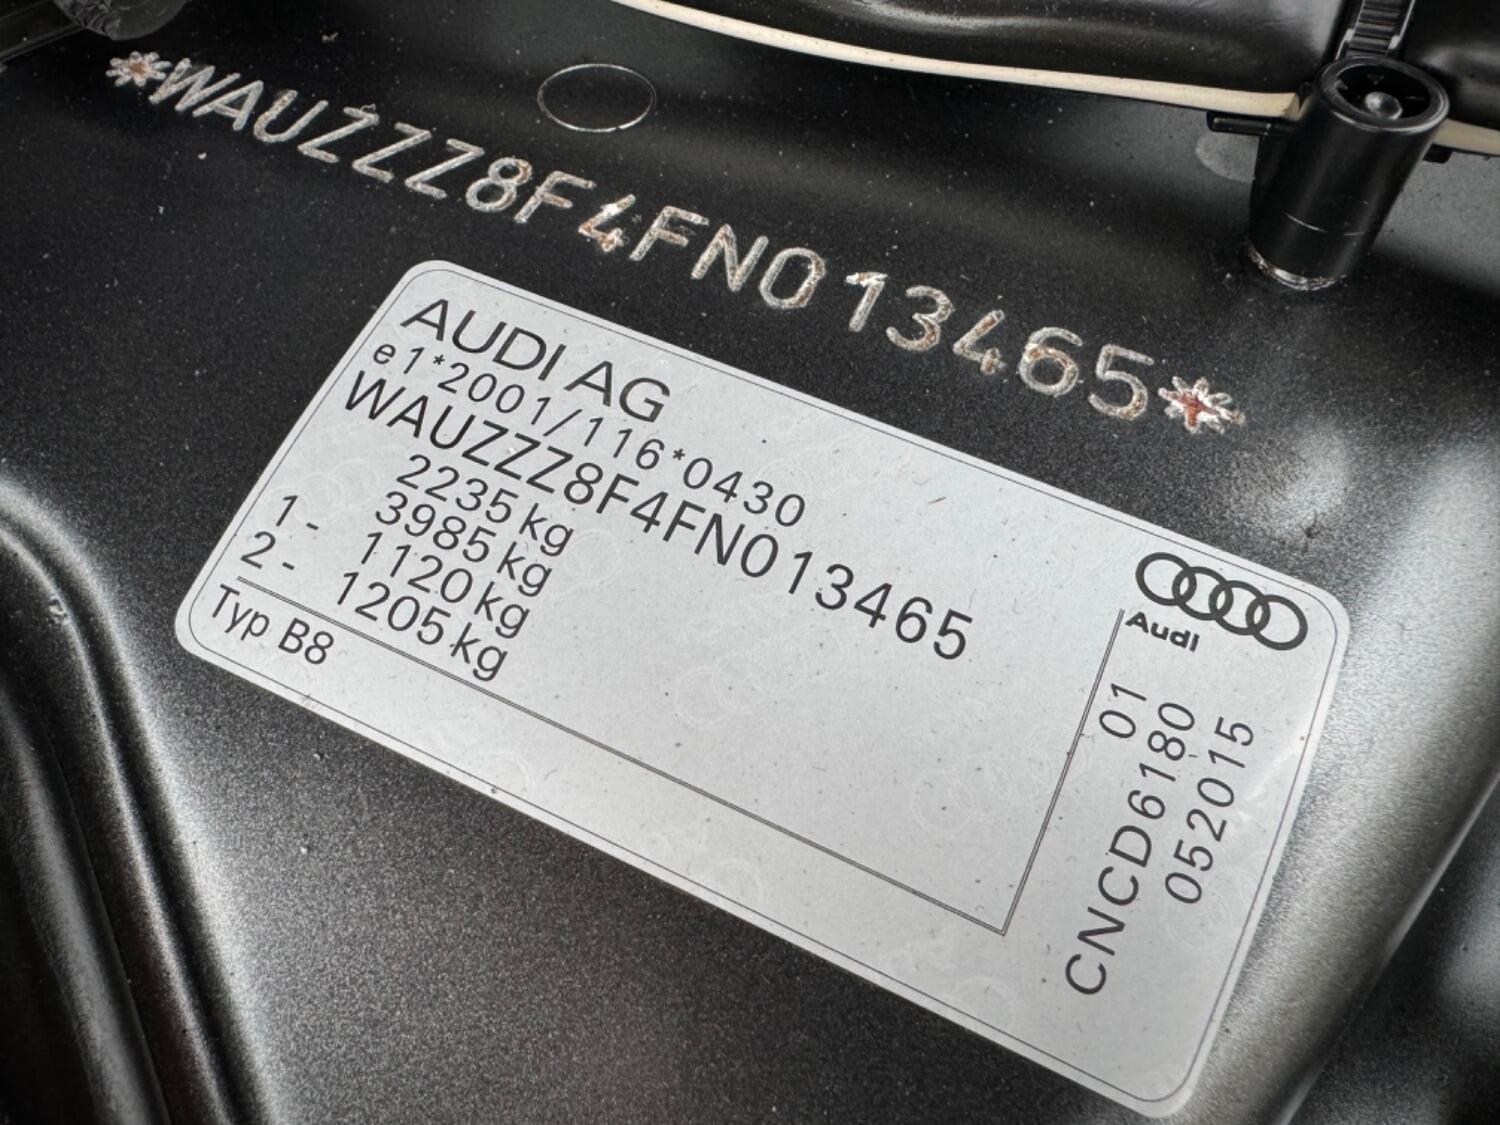 *WAUZZZ8F4FN013465*
AUDI AG
e1*2001/116*0430
WAUZZZ8F4FN013465
2235 kg
3985 kg
1- 1120 kg
2- 1205 kg
Typ B8
Audi
01
CNCD6180
052015